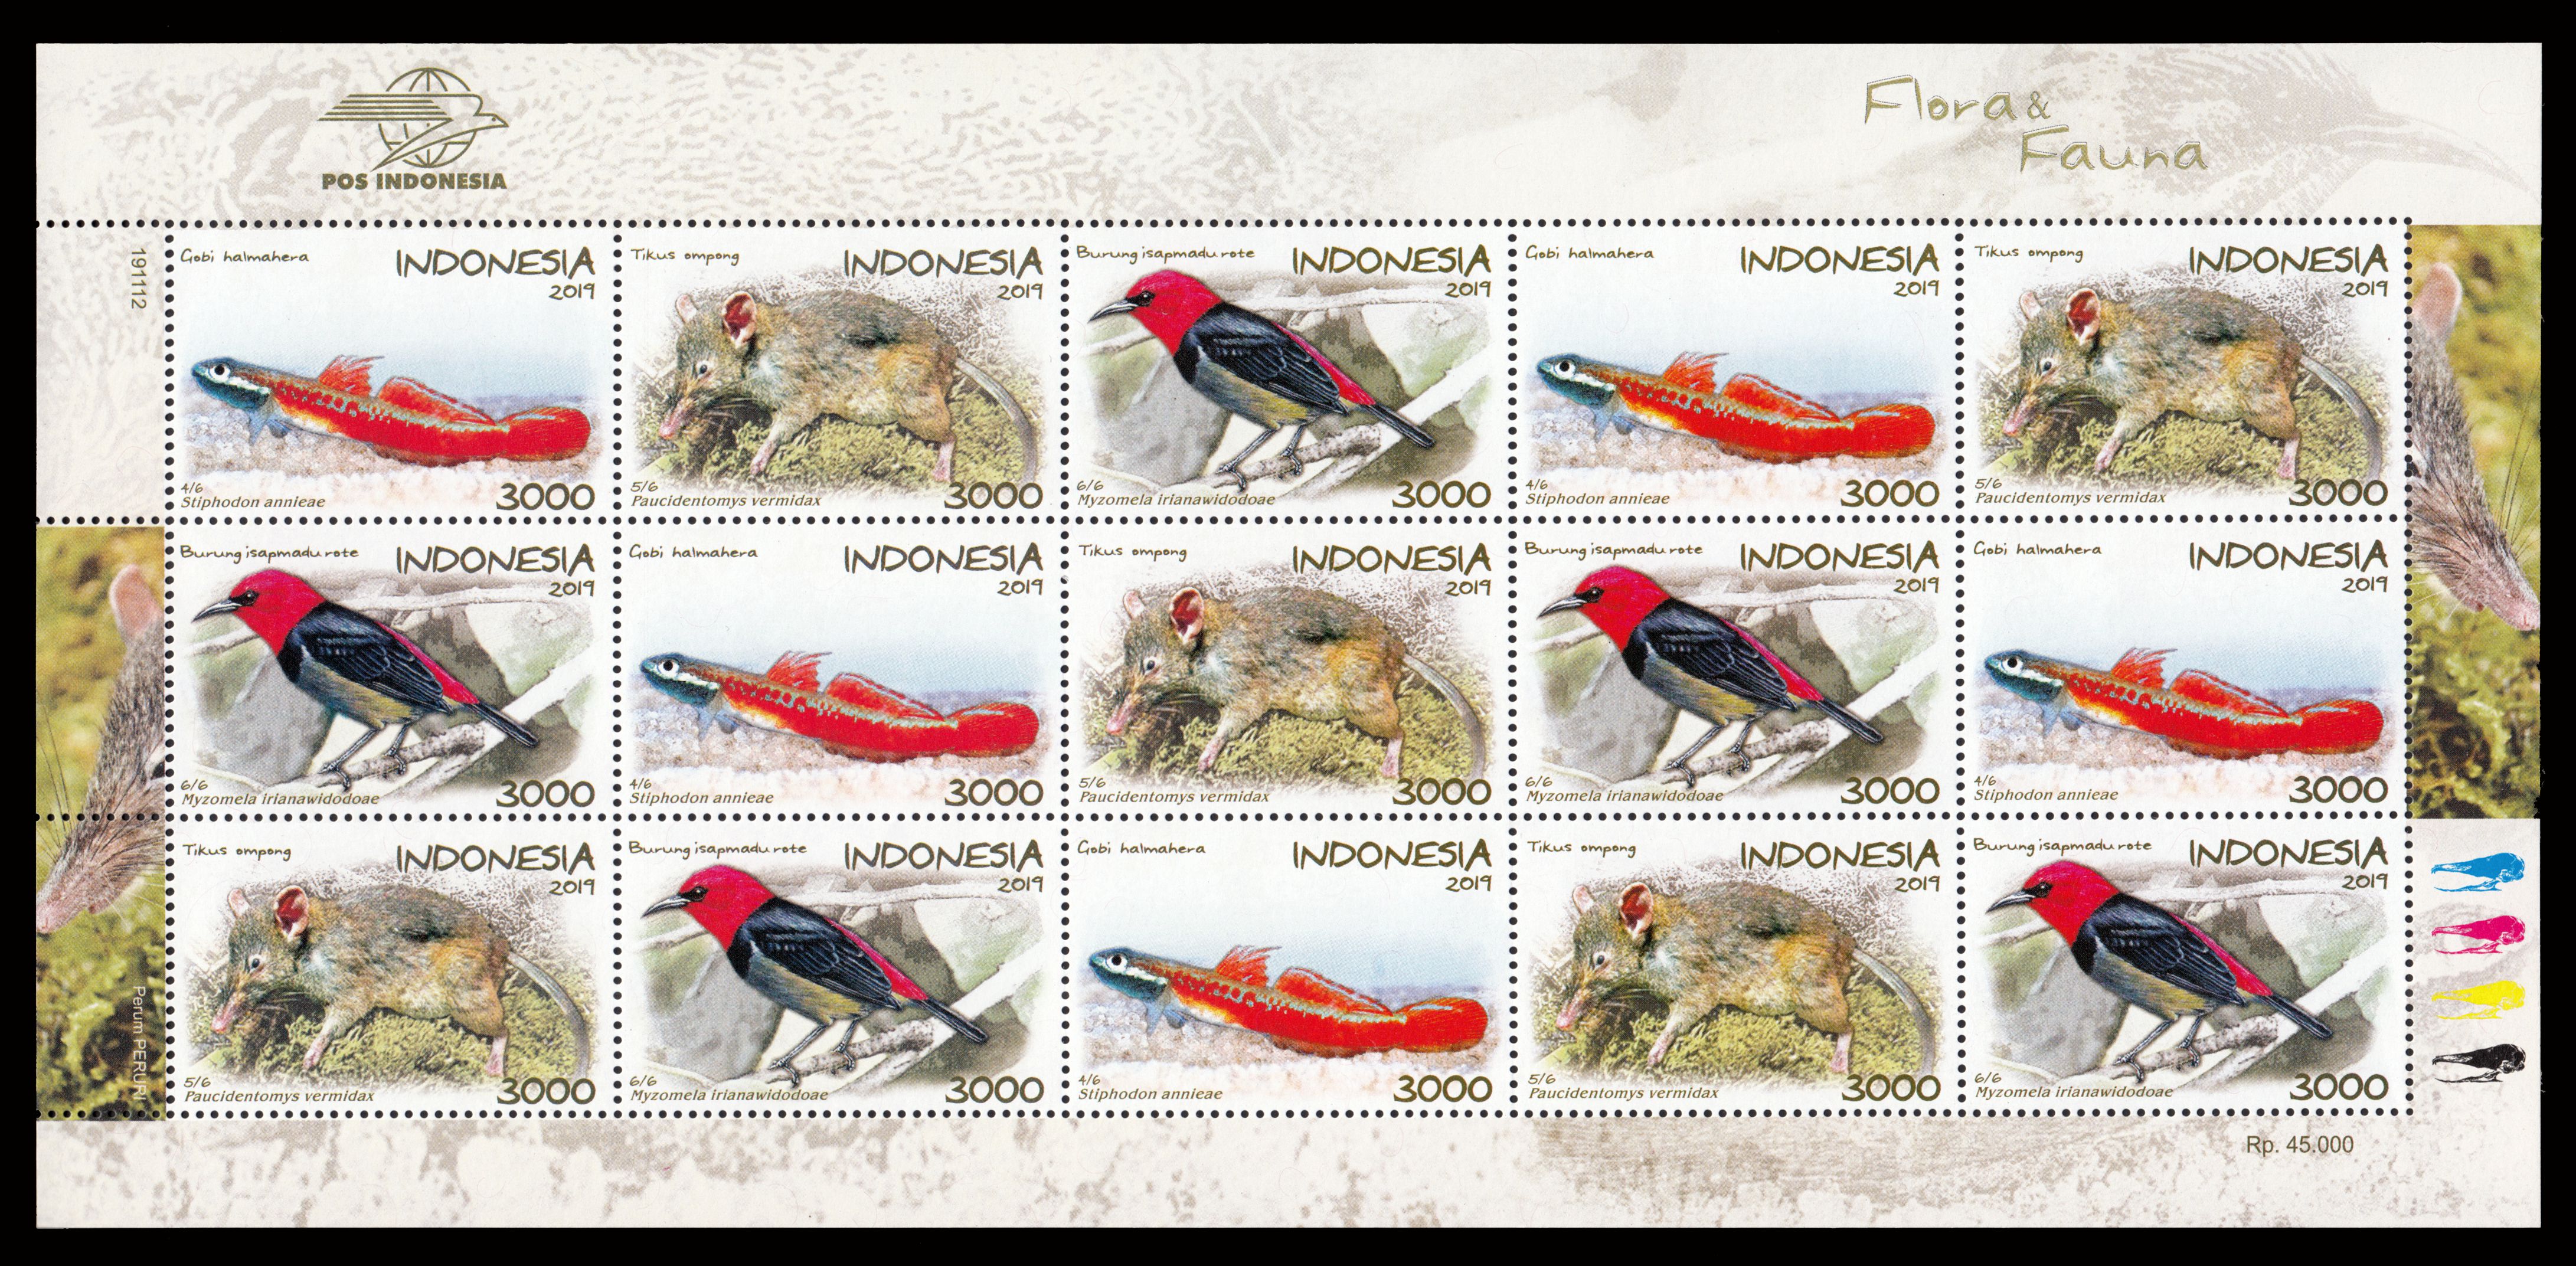 POS INDONESIA
Flora &
Fauna
191112
Gobi halmahera
INDONESIA
2019
4/6
Stiphodon annieae
3000
Tikus ompong
INDONESIA
2019
5/6
Paucidentomys vermidax
3000
Burung isapmadu rote
INDONESIA
2019
6/6
Myzomela irianawidodoae
3000
Gobi halmahera
INDONESIA
2019
4/6
Stiphodon annieae
3000
Tikus ompong
INDONESIA
2019
5/6
Paucidentomys vermidax
3000
Burung isapmadu rote
INDONESIA
2019
6/6
Myzomela irianawidodoae
3000
Gobi halmahera
INDONESIA
2019
4/6
Stiphodon annieae
3000
Tikus ompong
INDONESIA
2019
5/6
Paucidentomys vermidax
3000
Burung isapmadu rote
INDONESIA
2019
6/6
Myzomela irianawidodoae
3000
Gobi halmahera
INDONESIA
2019
4/6
Stiphodon annieae
3000
Perum PERURI
Tikus ompong
INDONESIA
2019
5/6
Paucidentomys vermidax
3000
Burung isapmadu rote
INDONESIA
2019
6/6
Myzomela irianawidodoae
3000
Gobi halmahera
INDONESIA
2019
4/6
Stiphodon annieae
3000
Tikus ompong
INDONESIA
2019
5/6
Paucidentomys vermidax
3000
Burung isapmadu rote
INDONESIA
2019
6/6
Myzomela irianawidodoae
3000
Rp. 45.000